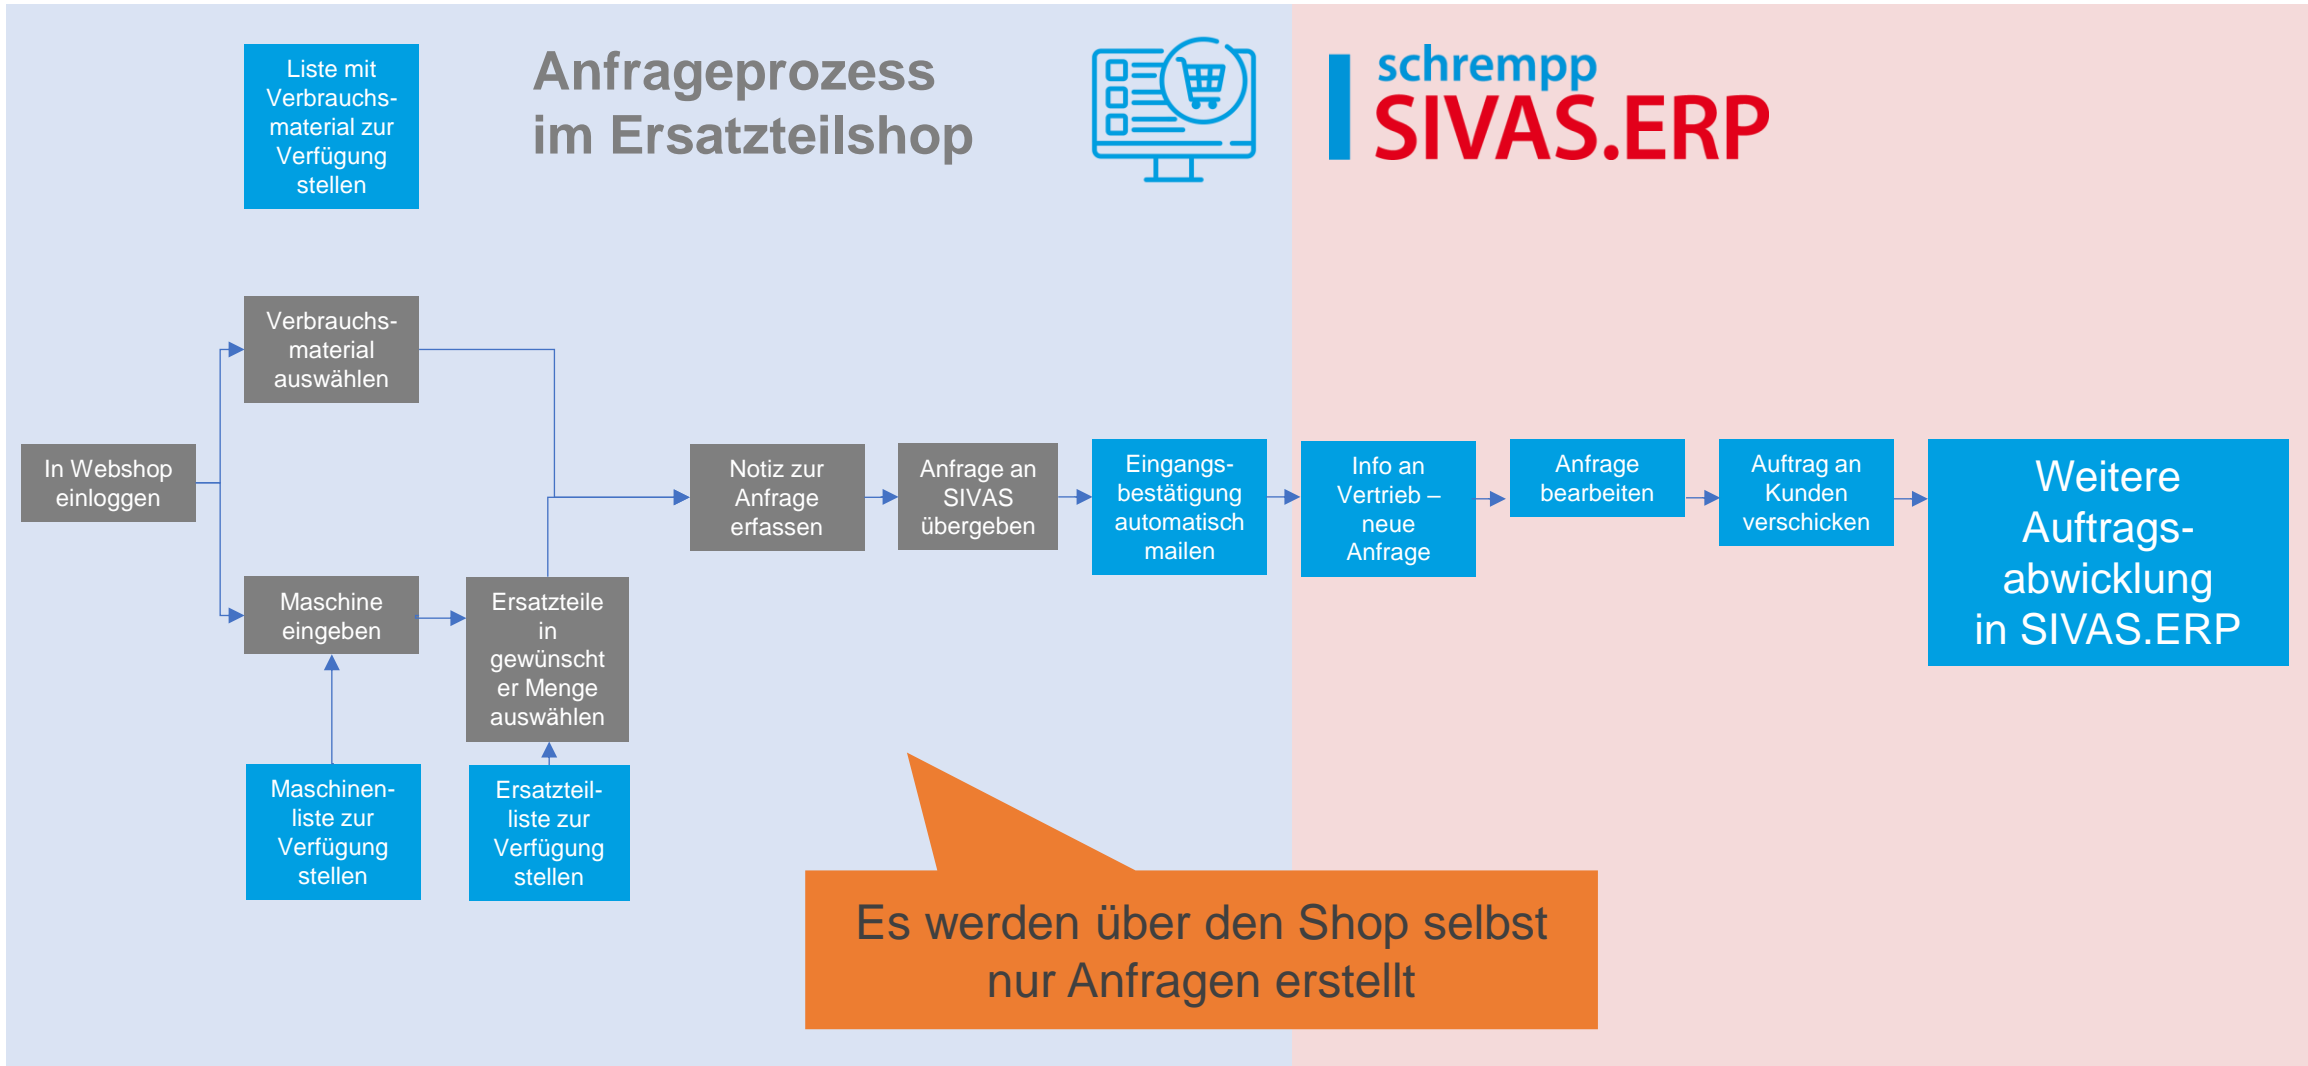 Liste mit
Verbrauchs-
material zur
Verfügung
stellen
Anfrageprozess
im Ersatzteilshop
schrempp
SIVAS.ERP
Verbrauchs-
material
auswählen
In Webshop
einloggen
Maschine
eingeben
Ersatzteile
in
gewünscht
er Menge
auswählen
Notiz zur
Anfrage
erfassen
Anfrage an
SIVAS
übergeben
Eingangs-
bestätigung
automatisch
mailen
Info an
Vertrieb –
neue
Anfrage
Anfrage
bearbeiten
Auftrag an
Kunden
verschicken
Weitere
Auftrags-
abwicklung
in SIVAS.ERP
Maschinen-
liste zur
Verfügung
stellen
Ersatzteil-
liste zur
Verfügung
stellen
Es werden über den Shop selbst
nur Anfragen erstellt